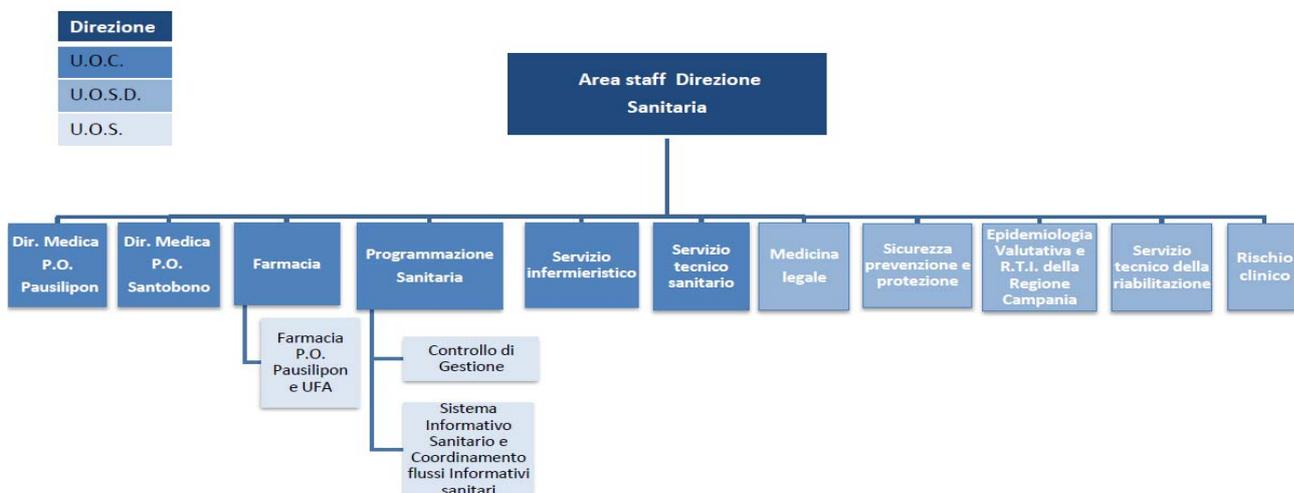 Direzione
U.O.C.
U.O.S.D.
U.O.S.
Area staff Direzione
Sanitaria
Dir. Medica
P.O.
Pausilipon
Dir. Medica
P.O.
Santobono
Farmacia
Programmazione
Sanitaria
Servizio
infermieristico
Servizio
tecnico
sanitario
Medicina
legale
Sicurezza
prevenzione e
protezione
Epidemiologia
Valutativa e
R.T.I. della
Regione
Campania
Servizio
tecnico della
riabilitazione
Rischio
clinico
Farmacia
P.O.
Pausilipon
e UFA
Controllo di
Gestione
Sistema
Informativo
Sanitario e
Coordinamento
flussi Informativi
sanitari